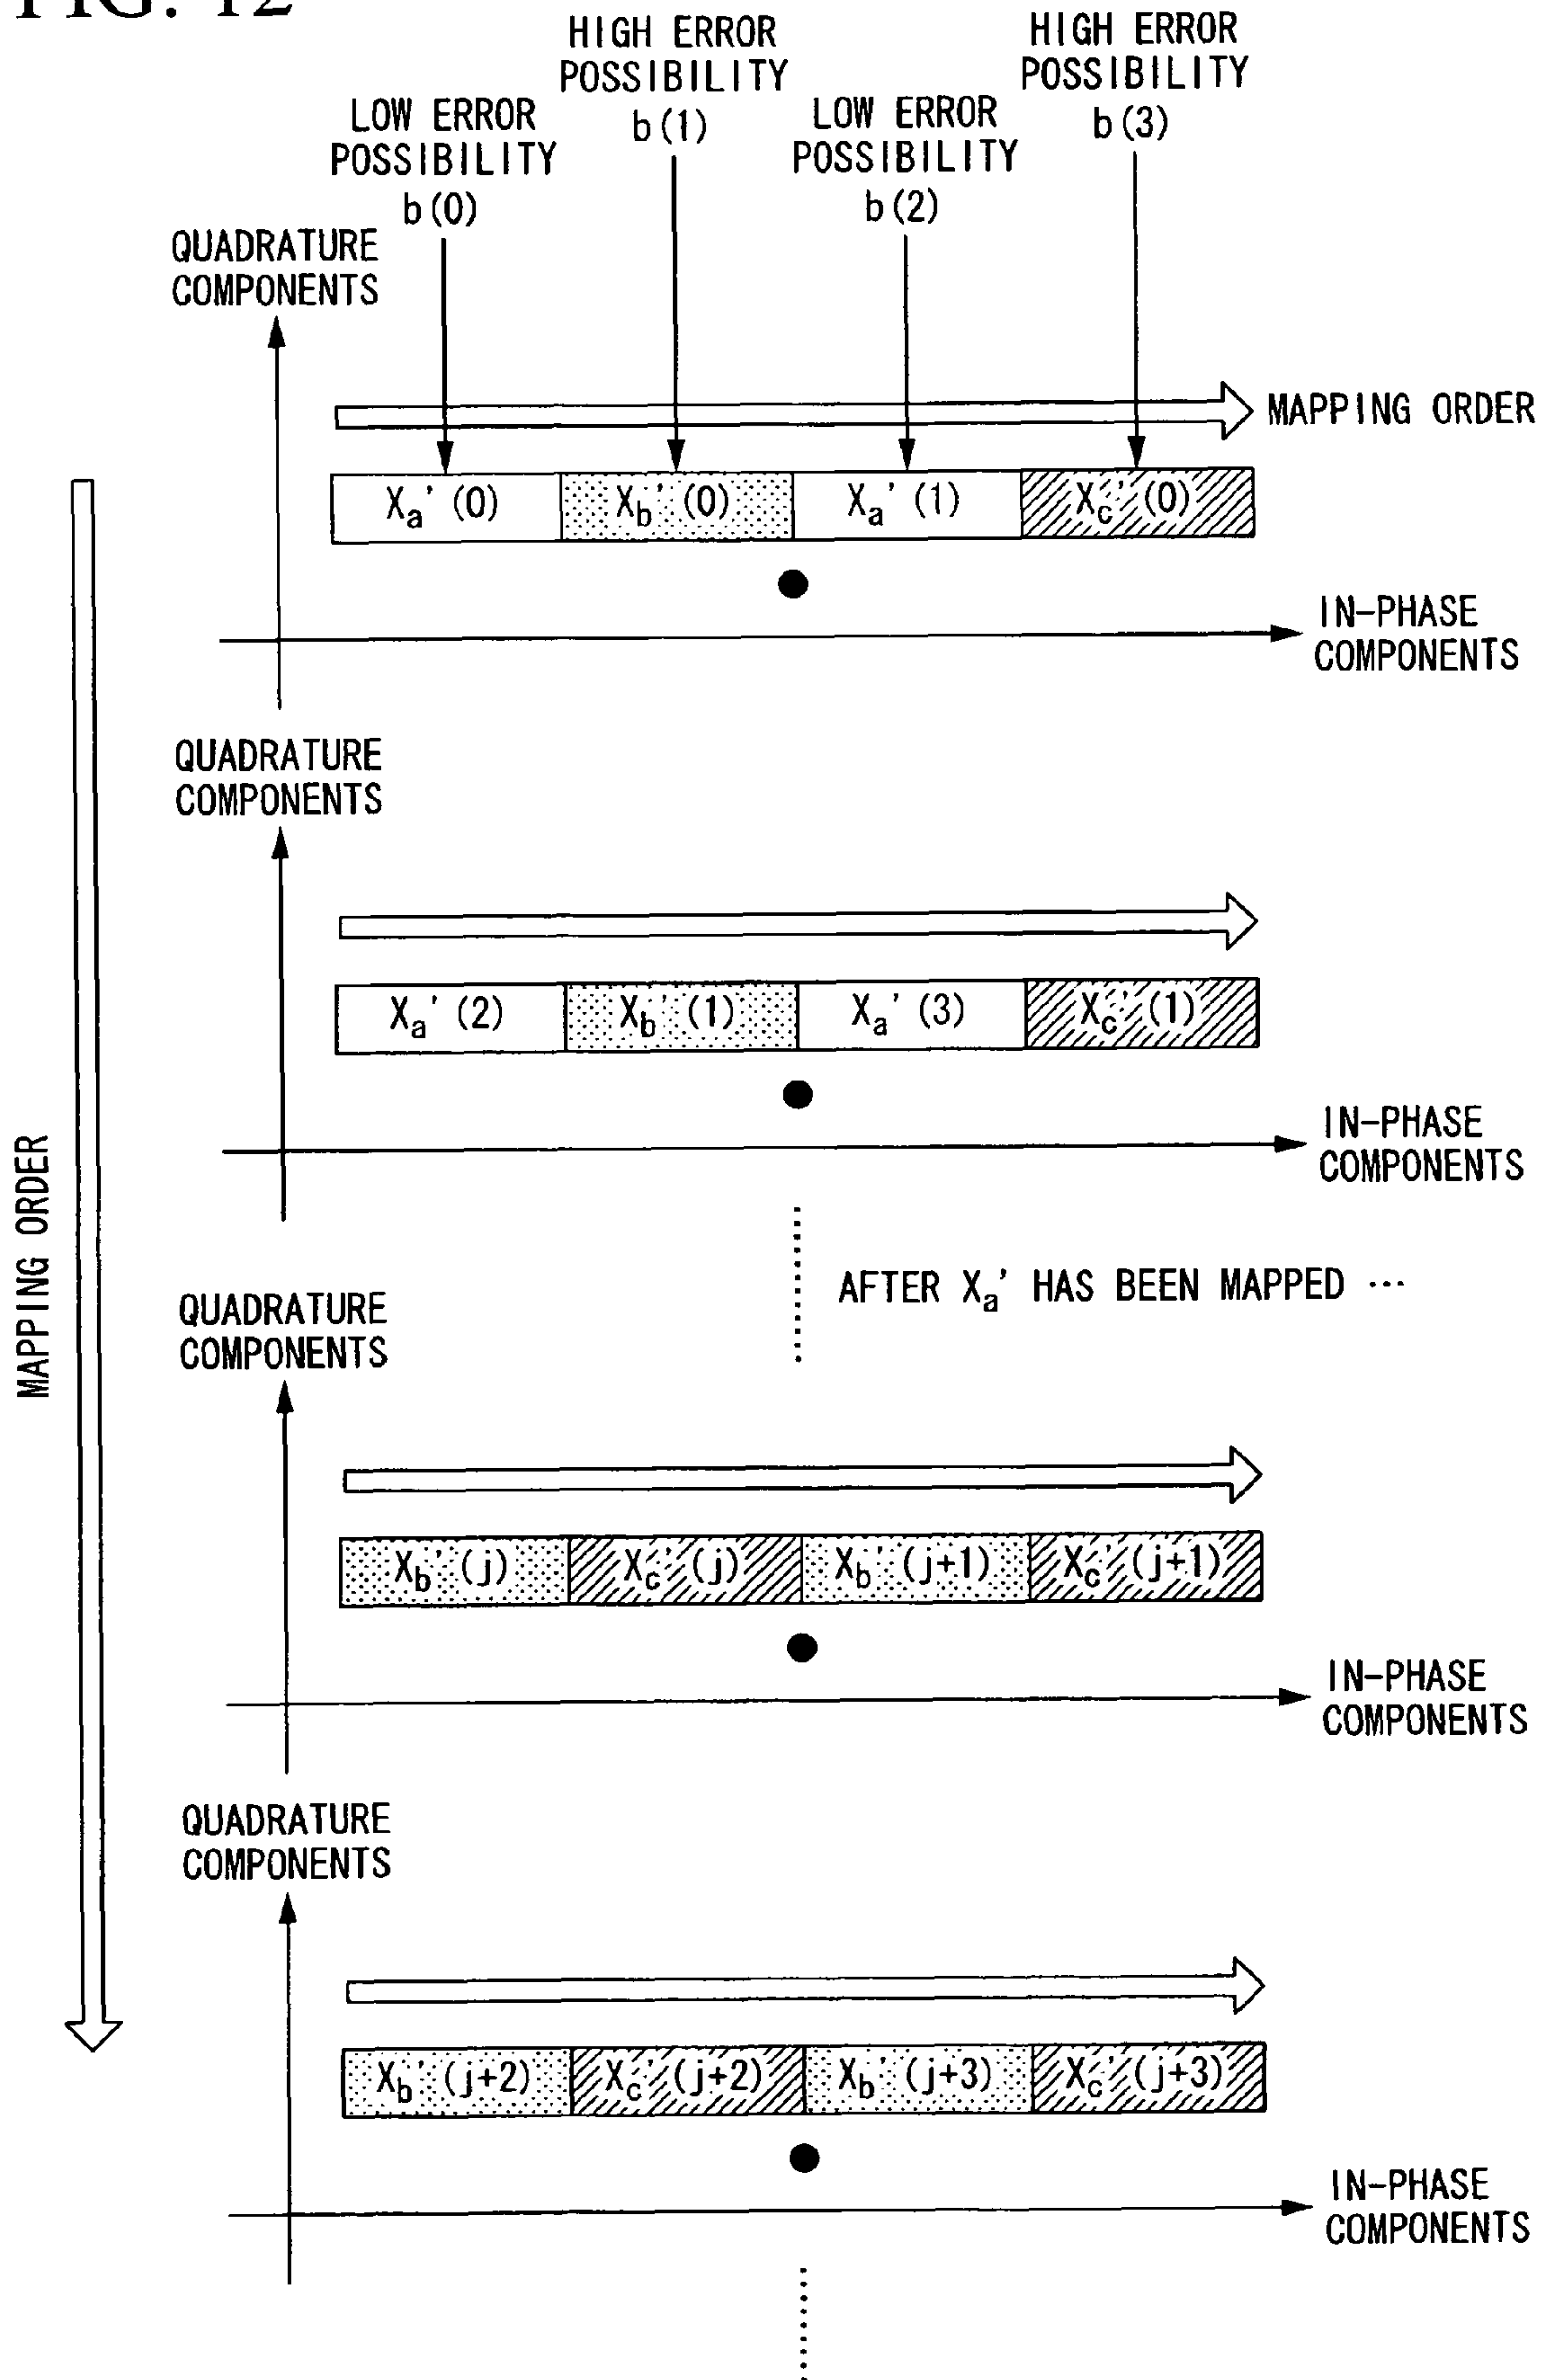 FIG. 12
HIGH ERROR
POSSIBILITY
b(1)
HIGH ERROR
POSSIBILITY
b(3)
LOW ERROR
POSSIBILITY
b(0)
LOW ERROR
POSSIBILITY
b(2)
QUADRATURE
COMPONENTS
MAPPING ORDER
Xa'(0) Xb'(0) Xa'(1) Xc'(0)
IN-PHASE
COMPONENTS
QUADRATURE
COMPONENTS
Xa'(2) Xb'(1) Xa'(3) Xc'(1)
IN-PHASE
COMPONENTS
MAPPING ORDER
AFTER Xa' HAS BEEN MAPPED ...
QUADRATURE
COMPONENTS
Xb'(j) Xc'(j) Xb'(j+1) Xc'(j+1)
IN-PHASE
COMPONENTS
QUADRATURE
COMPONENTS
Xb'(j+2) Xc'(j+2) Xb'(j+3) Xc'(j+3)
IN-PHASE
COMPONENTS